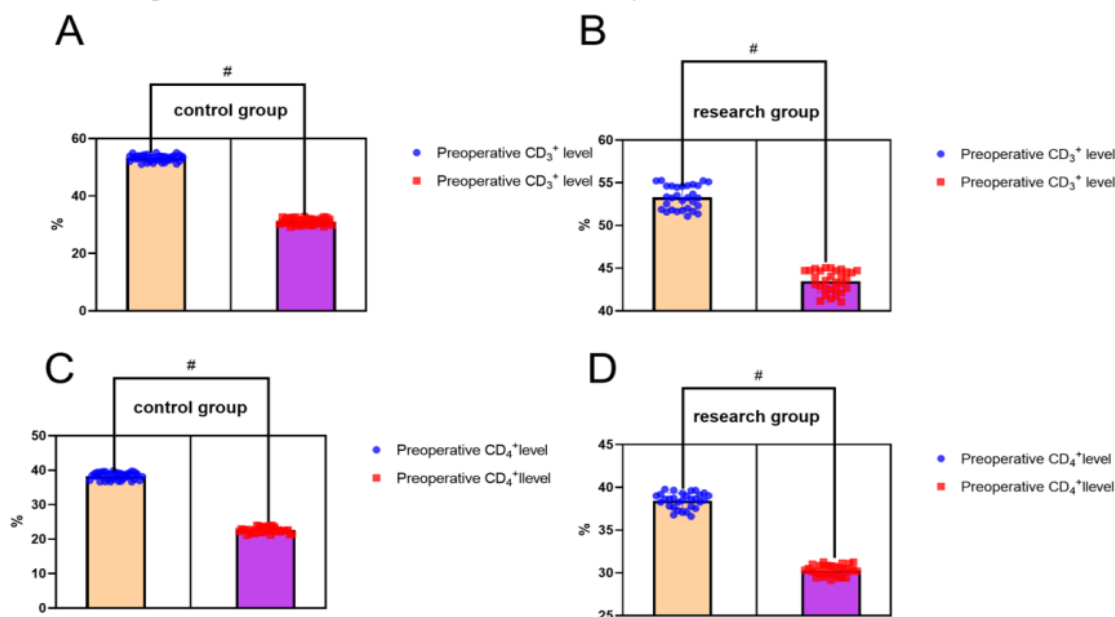 A
#
control group
60
40
20
0
%
Preoperative CD₃⁺ level
Preoperative CD₃⁺ level
B
#
research group
60
55
50
45
40
%
Preoperative CD₃⁺ level
Preoperative CD₃⁺ level
C
#
control group
50
40
30
20
10
0
%
Preoperative CD₄⁺level
Preoperative CD₄⁺llevel
D
#
research group
45
40
35
30
25
%
Preoperative CD₄⁺level
Preoperative CD₄⁺llevel